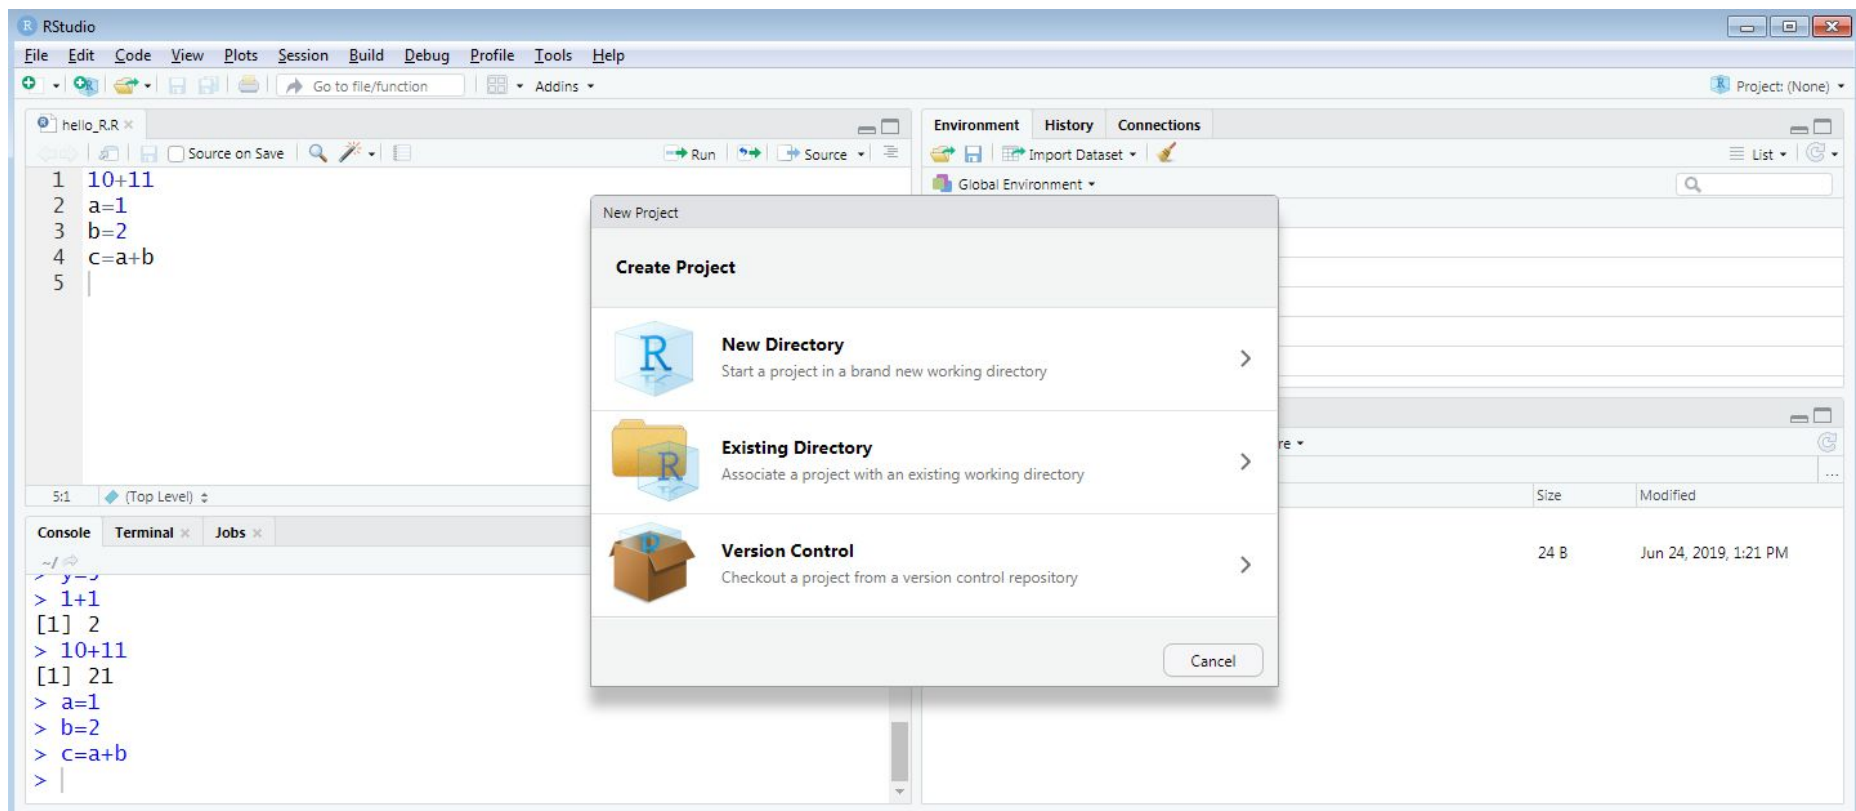 RStudio
File Edit Code View Plots Session Build Debug Profile Tools Help
Go to file/function Addins Project: (None)
hello_R.R
Source on Save Run Source
1 10+11
2 a=1
3 b=2
4 c=a+b
5
5:1 (Top Level)
Console Terminal Jobs
~/
> 1+1
[1] 2
> 10+11
[1] 21
> a=1
> b=2
> c=a+b
>
Environment History Connections
Import Dataset List
Global Environment
New Project
Create Project
New Directory
Start a project in a brand new working directory
Existing Directory
Associate a project with an existing working directory
Version Control
Checkout a project from a version control repository
Cancel
re
...
Size Modified
24 B Jun 24, 2019, 1:21 PM